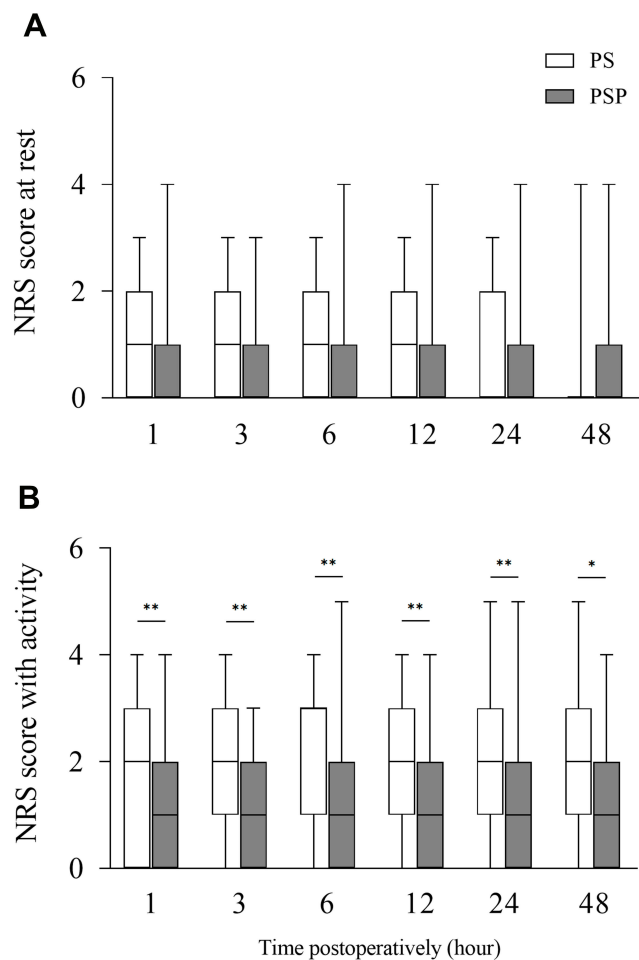 A
PS
PSP
NRS score at rest
6
4
2
0
1 3 6 12 24 48
B
NRS score with activity
6
4
2
0
** ** ** ** ** *
1 3 6 12 24 48
Time postoperatively (hour)